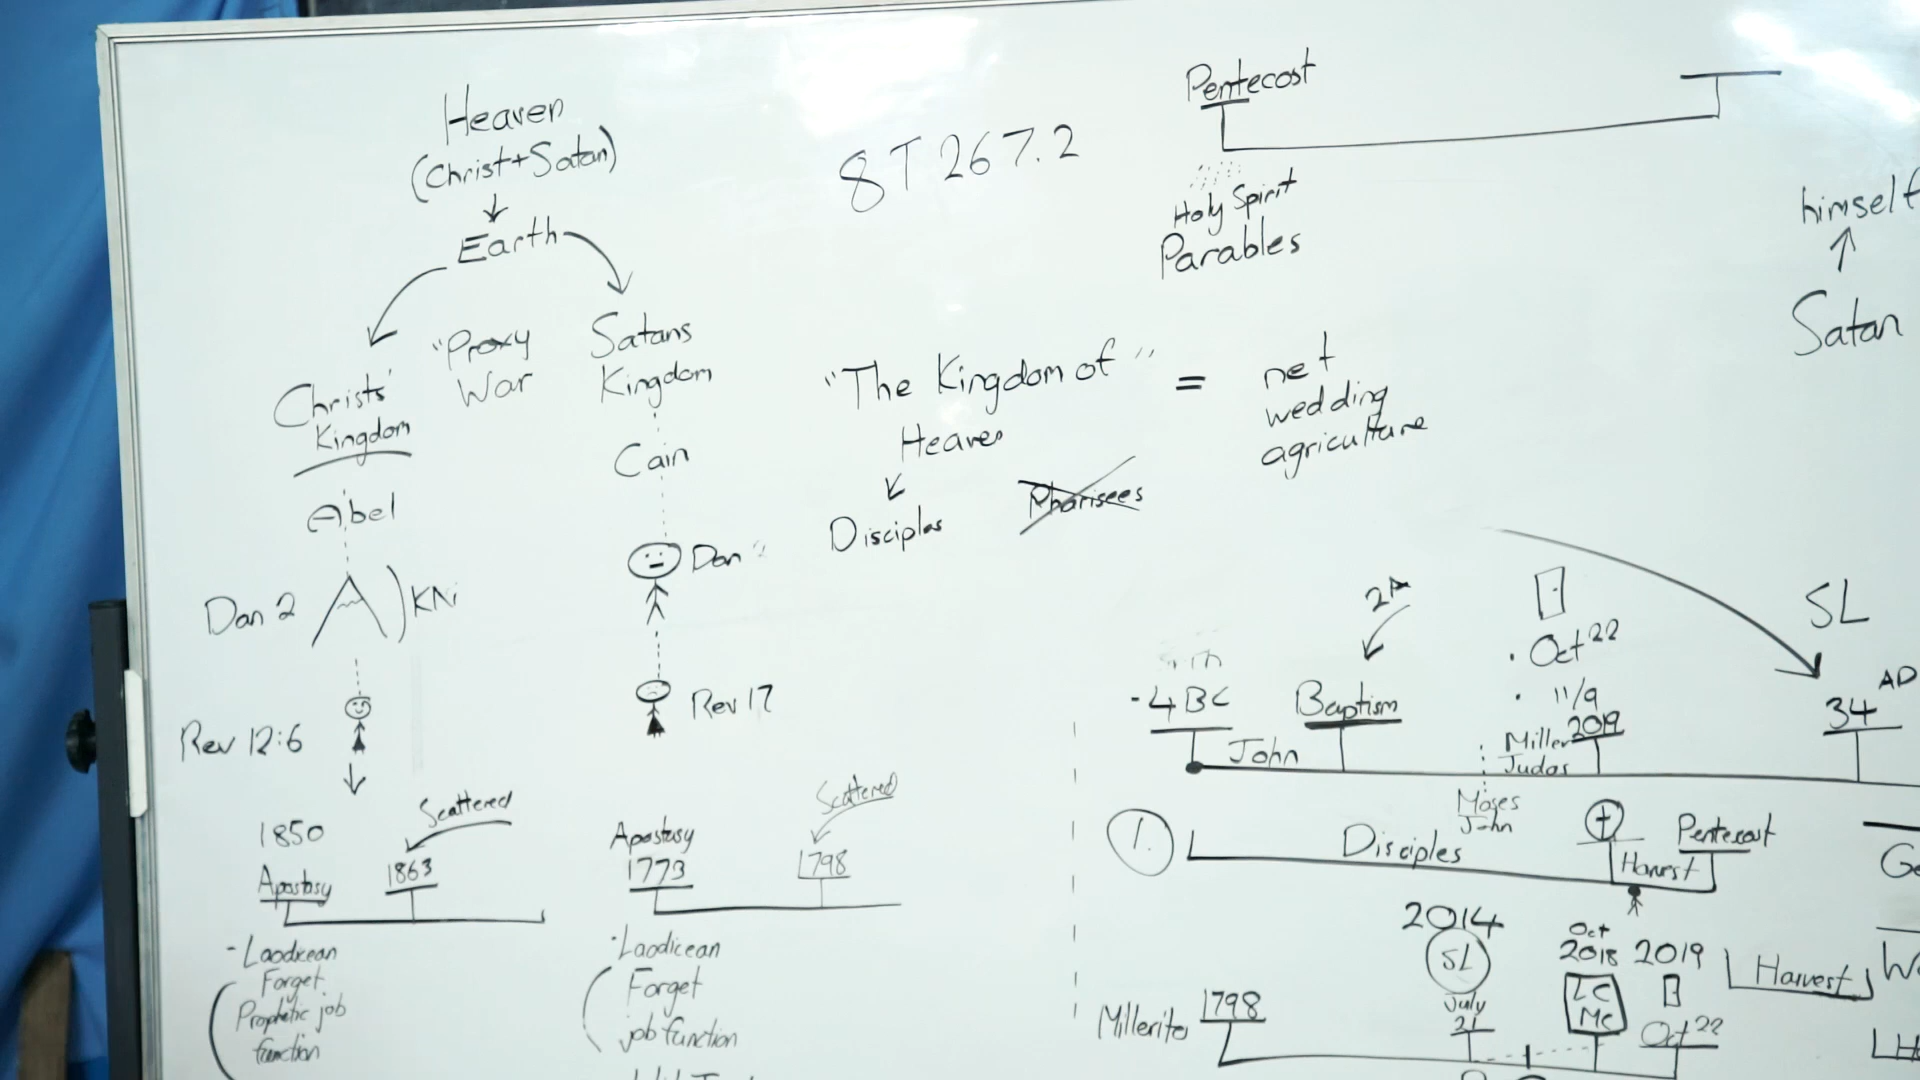 Heaven
(Christ+Satan)
Earth
"Proxy
War
Christs'
Kingdom
Satans
Kingdom
Abel
Cain
Dan 2
KNi
Dan
Rev 12:6
Rev 17
1850
Apostasy
Scattered
1863
-Laodicean
Forget
Prophetic job
function
Apostasy
1773
Scattered
1798
·Laodicean
Forget
job function
8T 267.2
"The Kingdom of"
Heaven
Disciples
Pharisees
=
net
wedding
agriculture
Pentecost
Holy Spirit
Parables
himself
Satan
2A
· Oct 22
· 11/9
2019
Miller
Judas
SL
34 AD
-4BC
John
Baptism
Moses
John
1.
Disciples
Harvest
Pentecost
Ge
2014
SL
July
21
Oct
2018
LC
MC
2019
Oct 22
Harvest
Millerites
1798